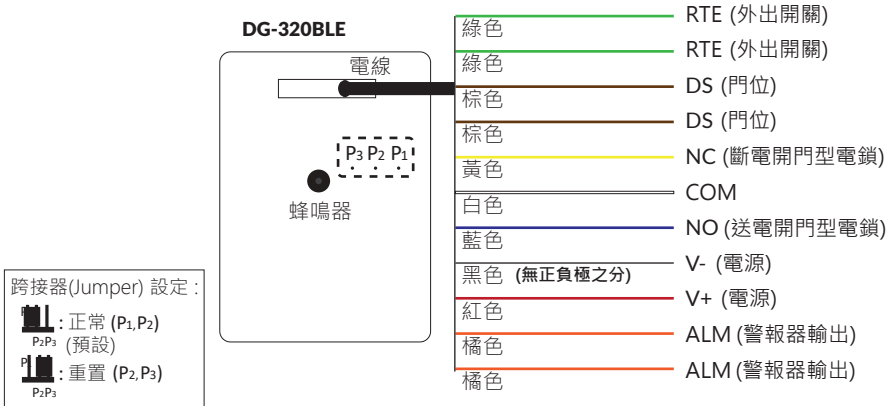 DG-320BLE
電線
P3 P2 P1
蜂鳴器
綠色
RTE (外出開關)
綠色
RTE (外出開關)
棕色
DS (門位)
棕色
DS (門位)
黃色
NC (斷電開門型電鎖)
白色
COM
藍色
NO (送電開門型電鎖)
黑色 (無正負極之分)
V- (電源)
紅色
V+ (電源)
橘色
ALM (警報器輸出)
橘色
ALM (警報器輸出)
跨接器(Jumper) 設定 :
: 正常 (P1,P2)
P2P3 (預設)
: 重置 (P2,P3)
P2P3